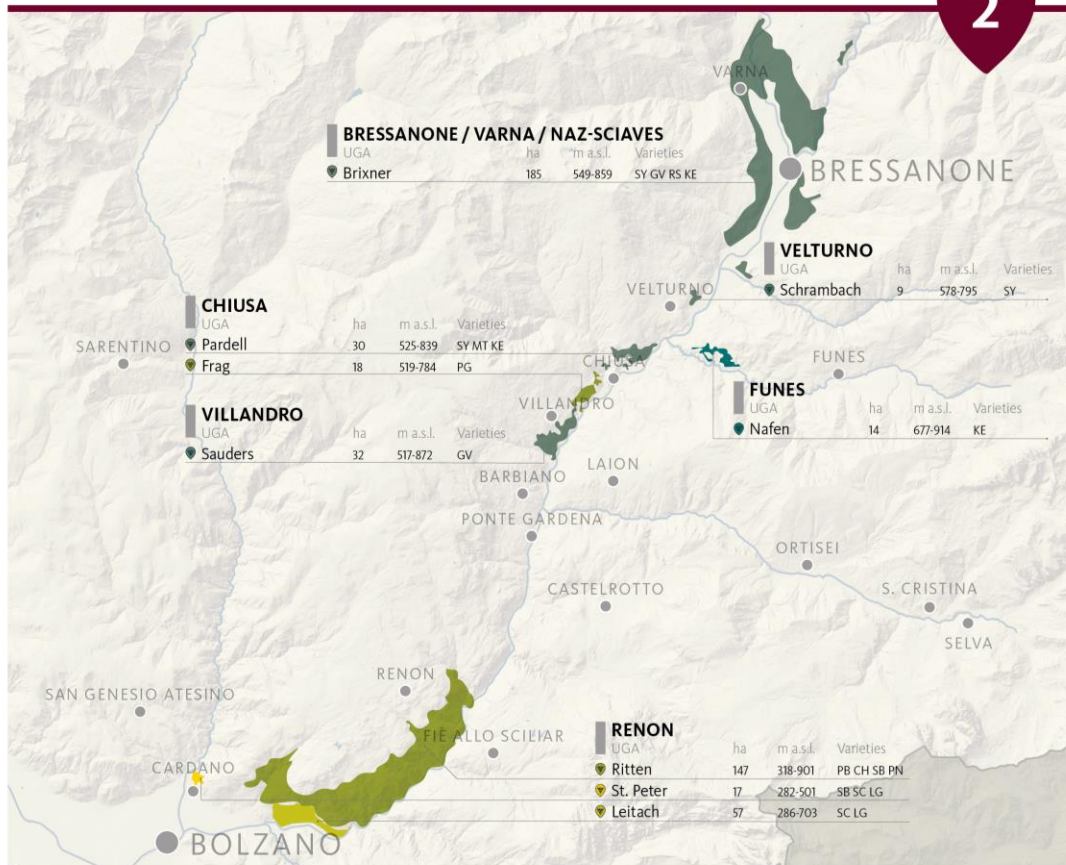 2
VARNA
BRESSANONE / VARNA / NAZ-SCIAVES
UGA ha m a.s.l. Varieties
Brixner 185 549-859 SY GV RS KE
BRESSANONE
VELTURNO
UGA ha m a.s.l. Varieties
Schrambach 9 578-795 SY
VELTURNO
CHIUSA
UGA ha m a.s.l. Varieties
Pardell 30 525-839 SY MT KE
Frag 18 519-784 PG
SARENTINO
CHIUSA
FUNES
FUNES
UGA ha m a.s.l. Varieties
Nafen 14 677-914 KE
VILLANDRO
VILLANDRO
UGA ha m a.s.l. Varieties
Sauders 32 517-872 GV
BARBIANO
LAION
PONTE GARDENA
ORTISEI
CASTELROTTO
S. CRISTINA
SELVA
RENON
SAN GENESIO ATESINO
FIÈ ALLO SCILIAR
RENON
UGA ha m a.s.l. Varieties
Ritten 147 318-901 PB CH SB PN
St. Peter 17 282-501 SB SC LG
Leitach 57 286-703 SC LG
CARDANO
BOLZANO